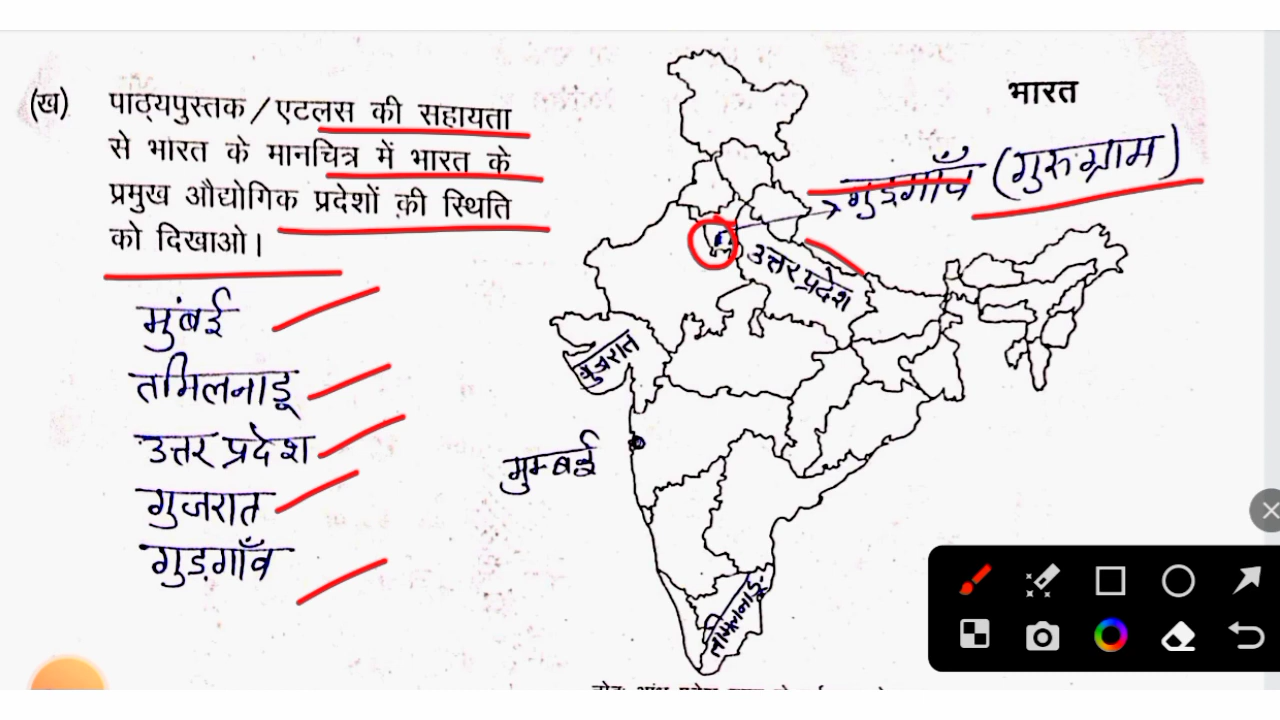 (ख) पाठ्यपुस्तक/एटलस की सहायता
से भारत के मानचित्र में भारत के
प्रमुख औद्योगिक प्रदेशों की स्थिति
को दिखाओ।
मुंबई
तमिलनाडू
उत्तर प्रदेश
गुजरात
गुड़गाँव
भारत
गुड़गाँव (गुरुग्राम)
उत्तर प्रदेश
गुजरात
मुम्बई
तमिलनाडू